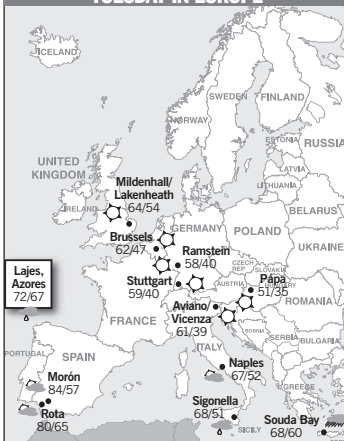 TUESDAY IN EUROPE
ICELAND
SWEDEN
FINLAND
NORWAY
ESTONIA
RUSSIA
LATVIA
LITHUANIA
UNITED
KINGDOM
Mildenhall/
Lakenheath
64/54
IRELAND
BELARUS
Brussels
62/47
GERMANY
POLAND
UKRAINE
Ramstein
58/40
Lajes,
Azores
72/67
Stuttgart
59/40
CZECH
REP
SLOVAKIA
AUSTRIA
HUNGARY
Pápa
51/35
Aviano/
Vicenza
61/39
FRANCE
ROMANIA
BOSNIA
SERBIA
BULGARIA
ITALY
PORTUGAL
SPAIN
Morón
84/57
Rota
80/65
Naples
67/52
GREECE
Sigonella
68/51
SICILY
Souda Bay
68/60